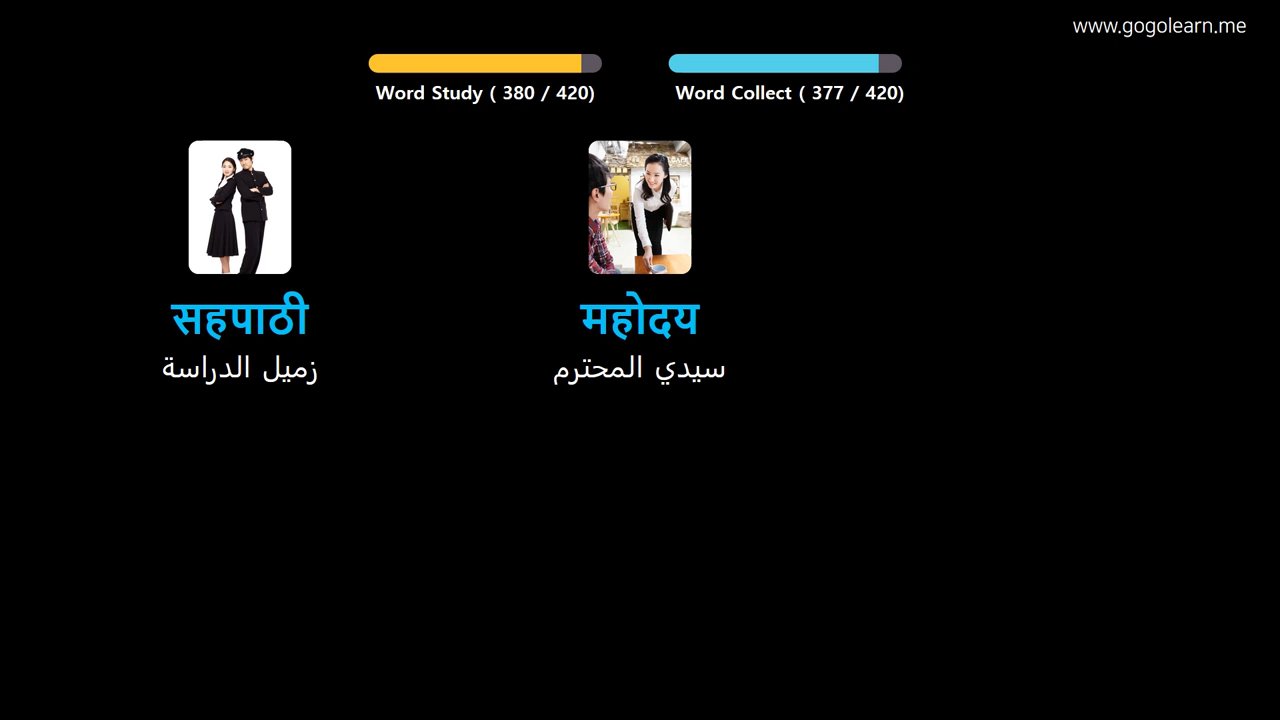 www.gogolearn.me
Word Study ( 380 / 420)
Word Collect ( 377 / 420)
सहपाठी
زميل الدراسة
महोदय
سيدي المحترم